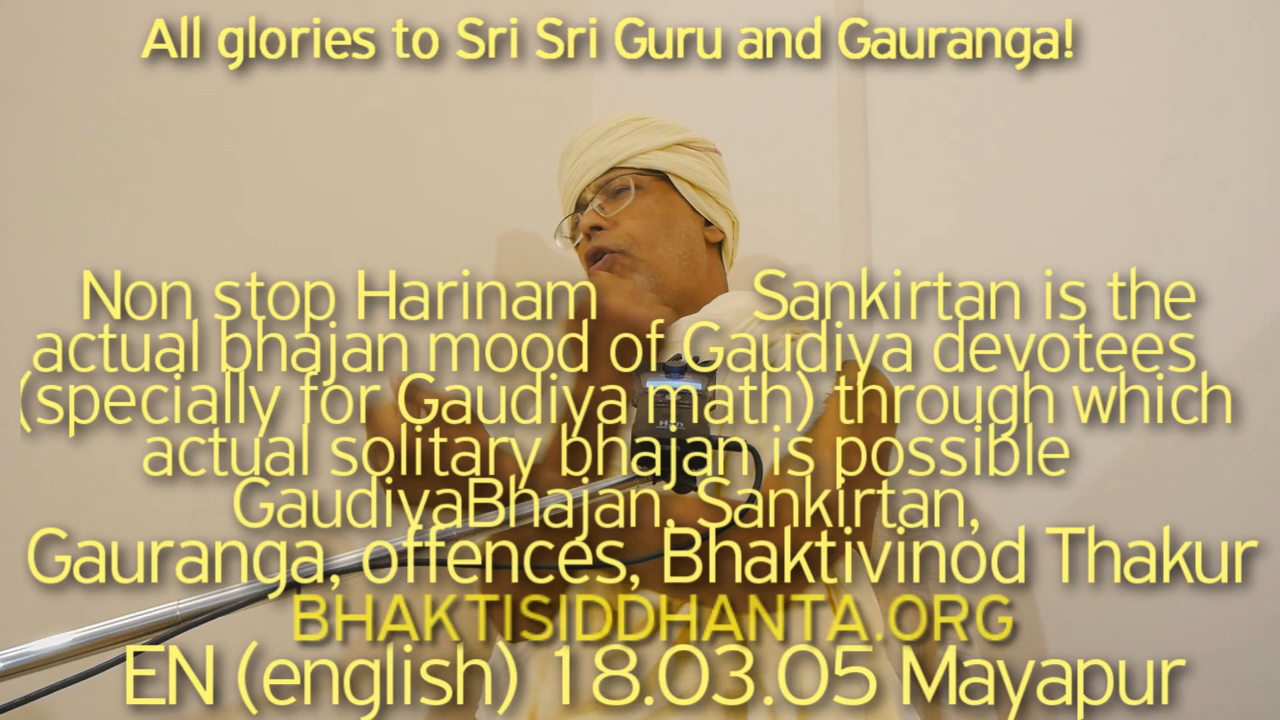 All glories to Sri Sri Guru and Gauranga!
Non stop Harinam Sankirtan is the
actual bhajan mood of Gaudiya devotees
(specially for Gaudiya math) through which
actual solitary bhajan is possible
GaudiyaBhajan, Sankirtan,
Gauranga, offences, Bhaktivinod Thakur
BHAKTISIDDHANTA.ORG
EN (english) 18.03.05 Mayapur